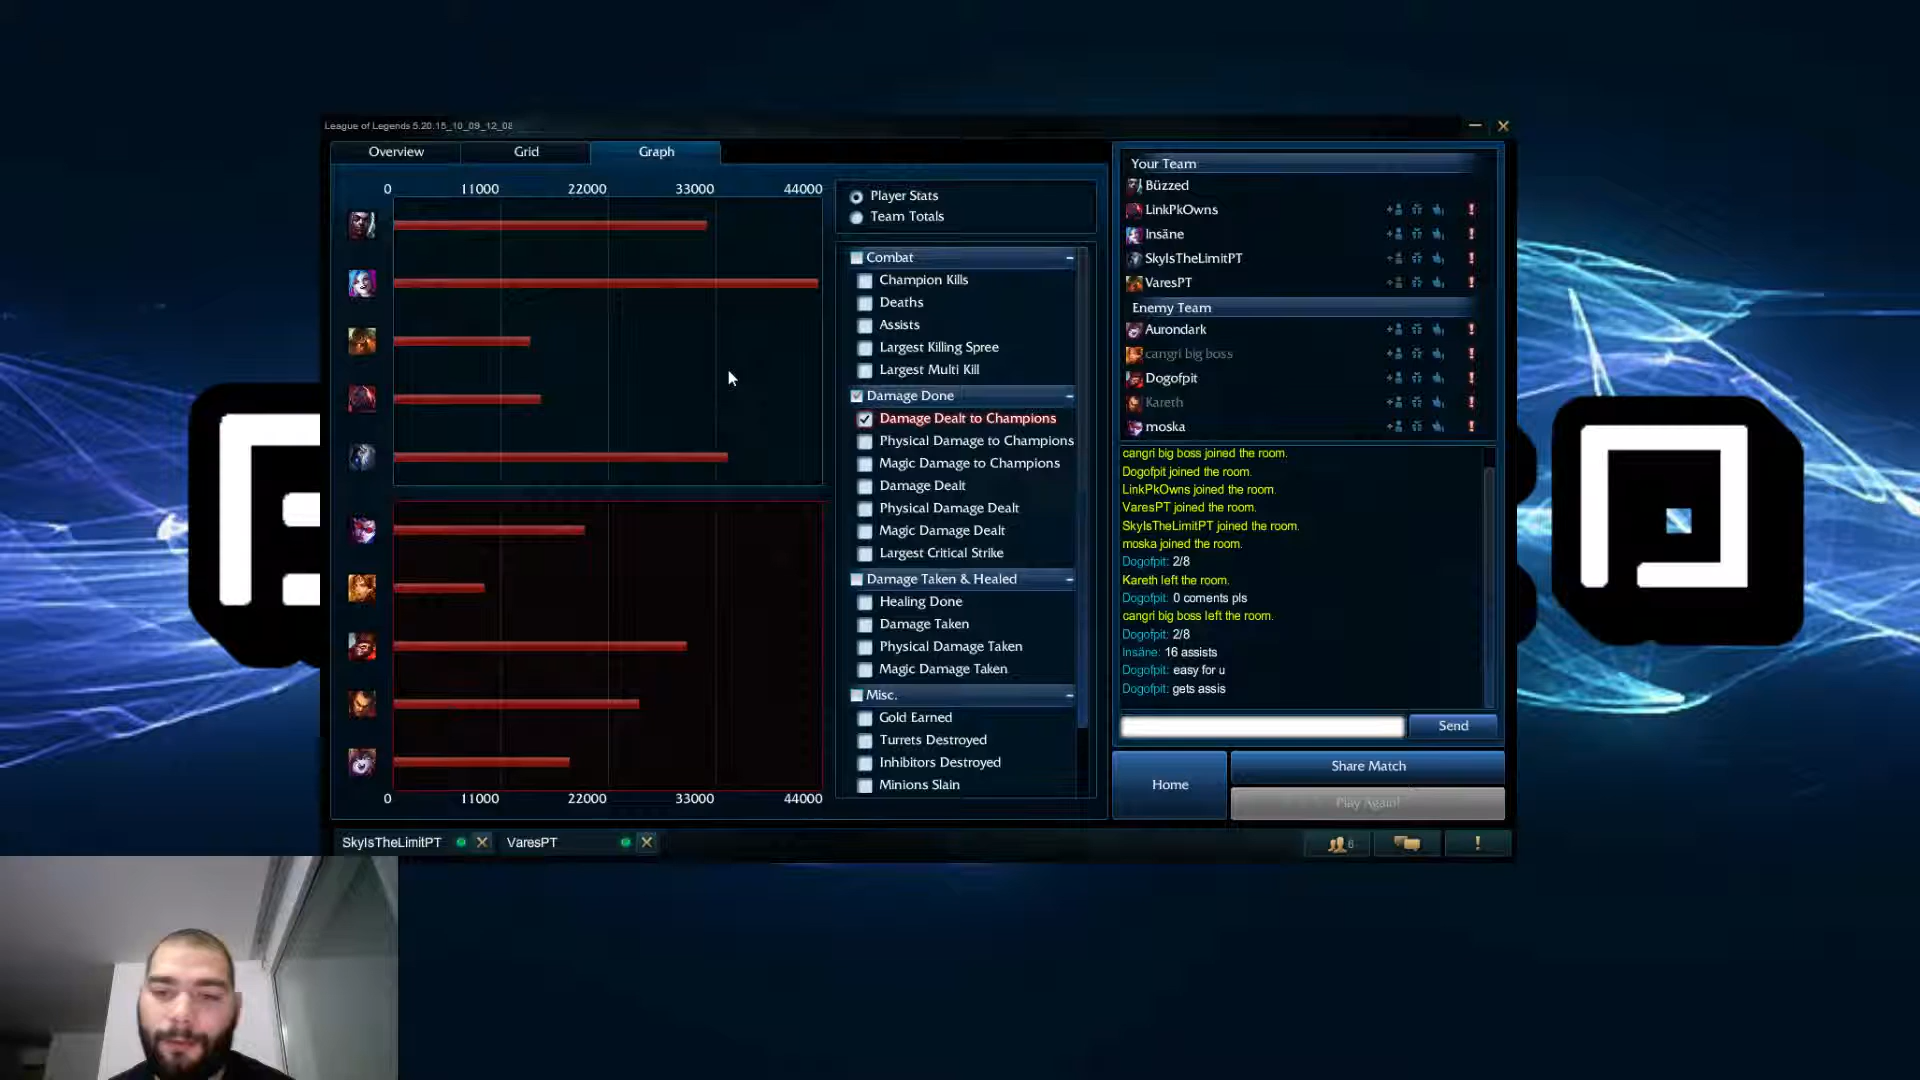 League of Legends 5.20.15_10_09_12_08
Overview Grid Graph
0 11000 22000 33000 44000
0 11000 22000 33000 44000
Player Stats
Team Totals
Combat
Champion Kills
Deaths
Assists
Largest Killing Spree
Largest Multi Kill
Damage Done
Damage Dealt to Champions
Physical Damage to Champions
Magic Damage to Champions
Damage Dealt
Physical Damage Dealt
Magic Damage Dealt
Largest Critical Strike
Damage Taken & Healed
Healing Done
Damage Taken
Physical Damage Taken
Magic Damage Taken
Misc.
Gold Earned
Turrets Destroyed
Inhibitors Destroyed
Minions Slain
Your Team
Büzzed
LinkPkOwns
Insäne
SkyIsTheLimitPT
VaresPT
Enemy Team
Aurondark
cangri big boss
Dogofpit
Kareth
moska
cangri big boss joined the room.
Dogofpit joined the room.
LinkPkOwns joined the room.
VaresPT joined the room.
SkyIsTheLimitPT joined the room.
moska joined the room.
Dogofpit: 2/8
Kareth left the room.
Dogofpit: 0 coments pls
cangri big boss left the room.
Dogofpit: 2/8
Insäne: 16 assists
Dogofpit: easy for u
Dogofpit: gets assis
Send
Home
Share Match
Play Again!
SkyIsTheLimitPT VaresPT
6